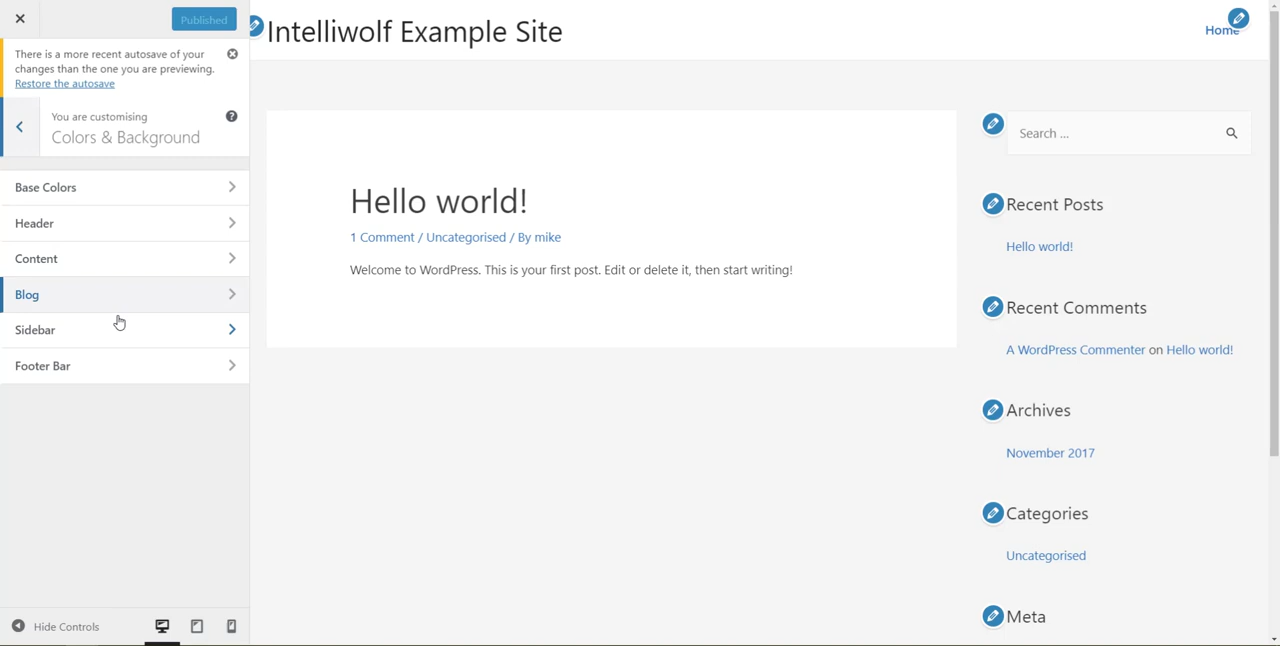 Published
There is a more recent autosave of your
changes than the one you are previewing.
Restore the autosave
You are customising
Colors & Background
Base Colors
Header
Content
Blog
Sidebar
Footer Bar
Hide Controls
Intelliwolf Example Site
Home
Hello world!
1 Comment / Uncategorised / By mike
Welcome to WordPress. This is your first post. Edit or delete it, then start writing!
Search ...
Recent Posts
Hello world!
Recent Comments
A WordPress Commenter on Hello world!
Archives
November 2017
Categories
Uncategorised
Meta